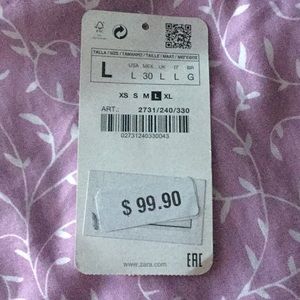 TALLA / SIZE / TAMANHO / TAILLE / MAAT / МЕГЕӨТЕ
L
USA MEX UK IT BR
L 30 L L G
XS S M L XL
ART.: 2731/240/330
02731240330043
$ 99.90
www.zara.com
EAC